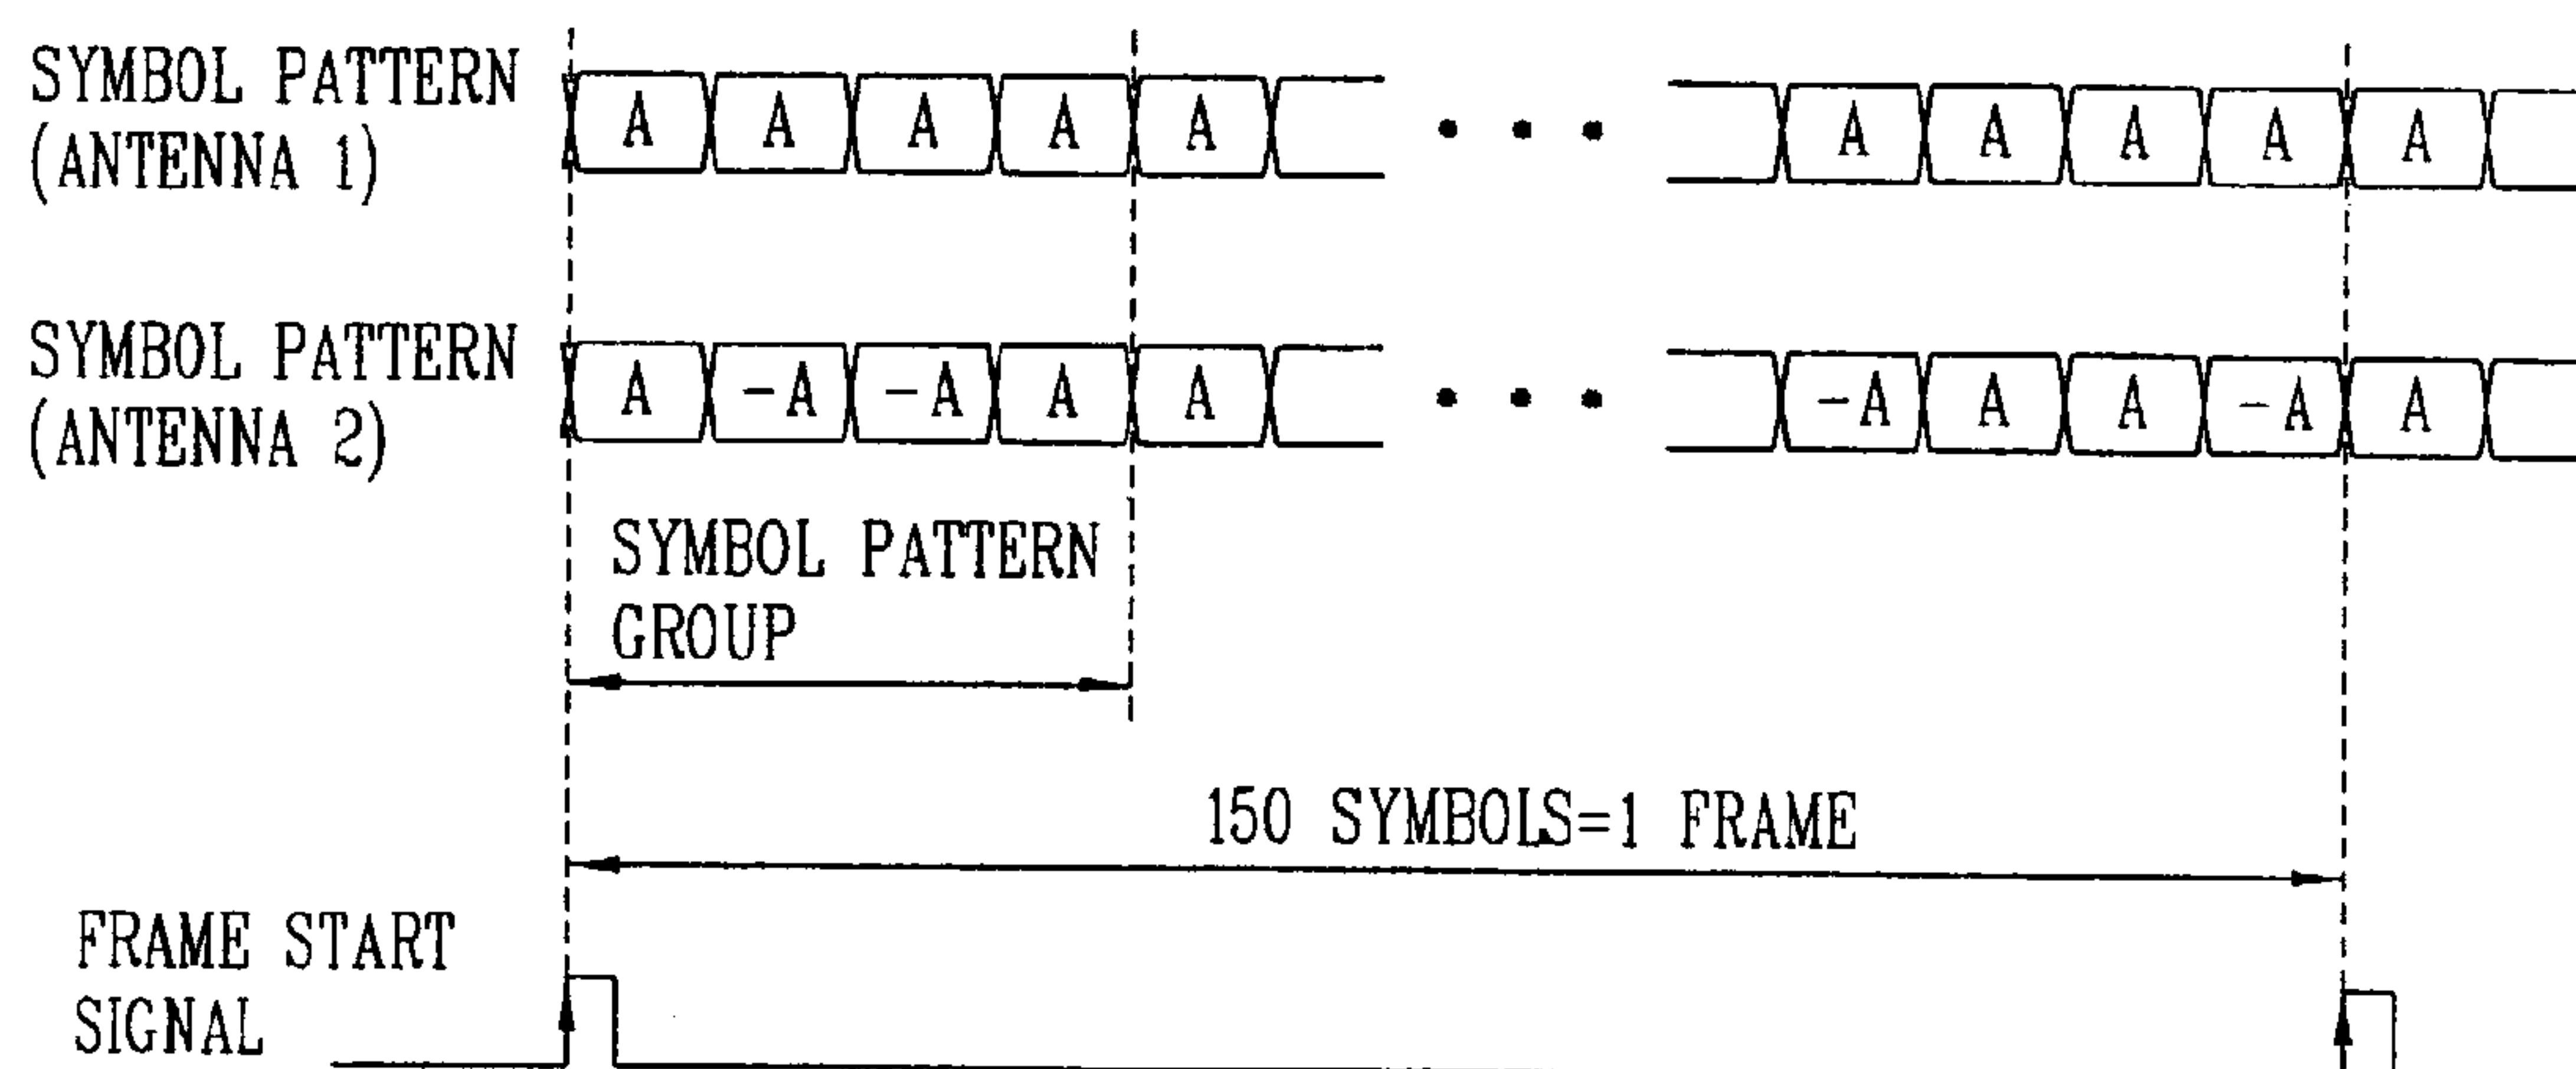 SYMBOL PATTERN
(ANTENNA 1)
A A A A A A A A A A
SYMBOL PATTERN
(ANTENNA 2)
A -A -A A A -A A A -A A
SYMBOL PATTERN
GROUP
150 SYMBOLS=1 FRAME
FRAME START
SIGNAL